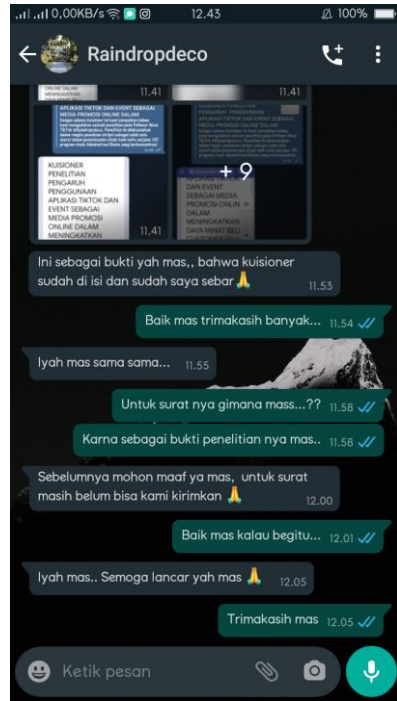 0,00KB/s 12.43 100%
Raindropdeco
ONLINE DALAM
MENINGKATKAN
11.41
11.41
APLIKASI TIKTOK DAN EVENT SEBAGAI
MEDIA PROMOSI ONLINE DALAM
KUISIONER
PENELITIAN
PENGARUH
PENGGUNAAN
APLIKASI TIKTOK DAN
EVENT SEBAGAI
MEDIA PROMOSI
ONLINE DALAM
MENINGKATKAN
11.41
+ 9
DAN EVENT
SEBAGAI MEDIA
PROMOSI ONLIN
DALAM
MENINGKATKAN
DAYA MINAT BELI
Ini sebagai bukti yah mas,, bahwa kuisioner
sudah di isi dan sudah saya sebar🙏 11.53
Baik mas trimakasih banyak... 11.54
Iyah mas sama sama... 11.55
Untuk surat nya gimana mass...?? 11.58
Karna sebagai bukti penelitian nya mas.. 11.58
Sebelumnya mohon maaf ya mas, untuk surat
masih belum bisa kami kirimkan 🙏 12.00
Baik mas kalau begitu... 12.01
Iyah mas.. Semoga lancar yah mas 🙏 12.05
Trimakasih mas 12.05
Ketik pesan